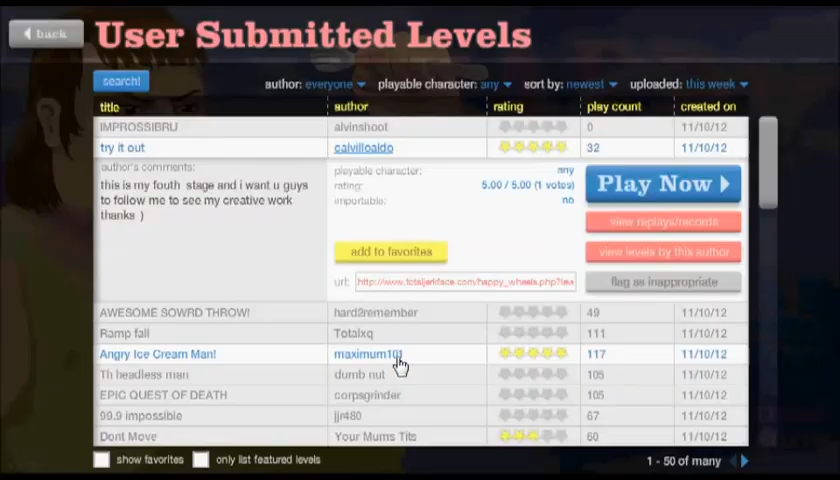 back
User Submitted Levels
search!
author: everyone playable character: any sort by: newest uploaded: this week
title author rating play count created on
IMPROSSIBRU alvinshoot 0 11/10/12
try it out calvilloaldo 32 11/10/12
author's comments:
this is my fouth stage and i want u guys
to follow me to see my creative work
thanks )
playable character: any
rating: 5.00 / 5.00 (1 votes)
importable: no
add to favorites
url: http://www.totaljerkface.com/happy_wheels.php?lev
Play Now
view replays/records
view levels by this author
flag as inappropriate
AWESOME SOWRD THROW! hard2remember 49 11/10/12
Ramp fall Totalxq 111 11/10/12
Angry Ice Cream Man! maximum101 117 11/10/12
Th headless man dumb nut 105 11/10/12
EPIC QUEST OF DEATH corpsgrinder 105 11/10/12
99.9 impossible jjr480 67 11/10/12
Dont Move Your Mums Tits 60 11/10/12
show favorites only list featured levels 1 - 50 of many